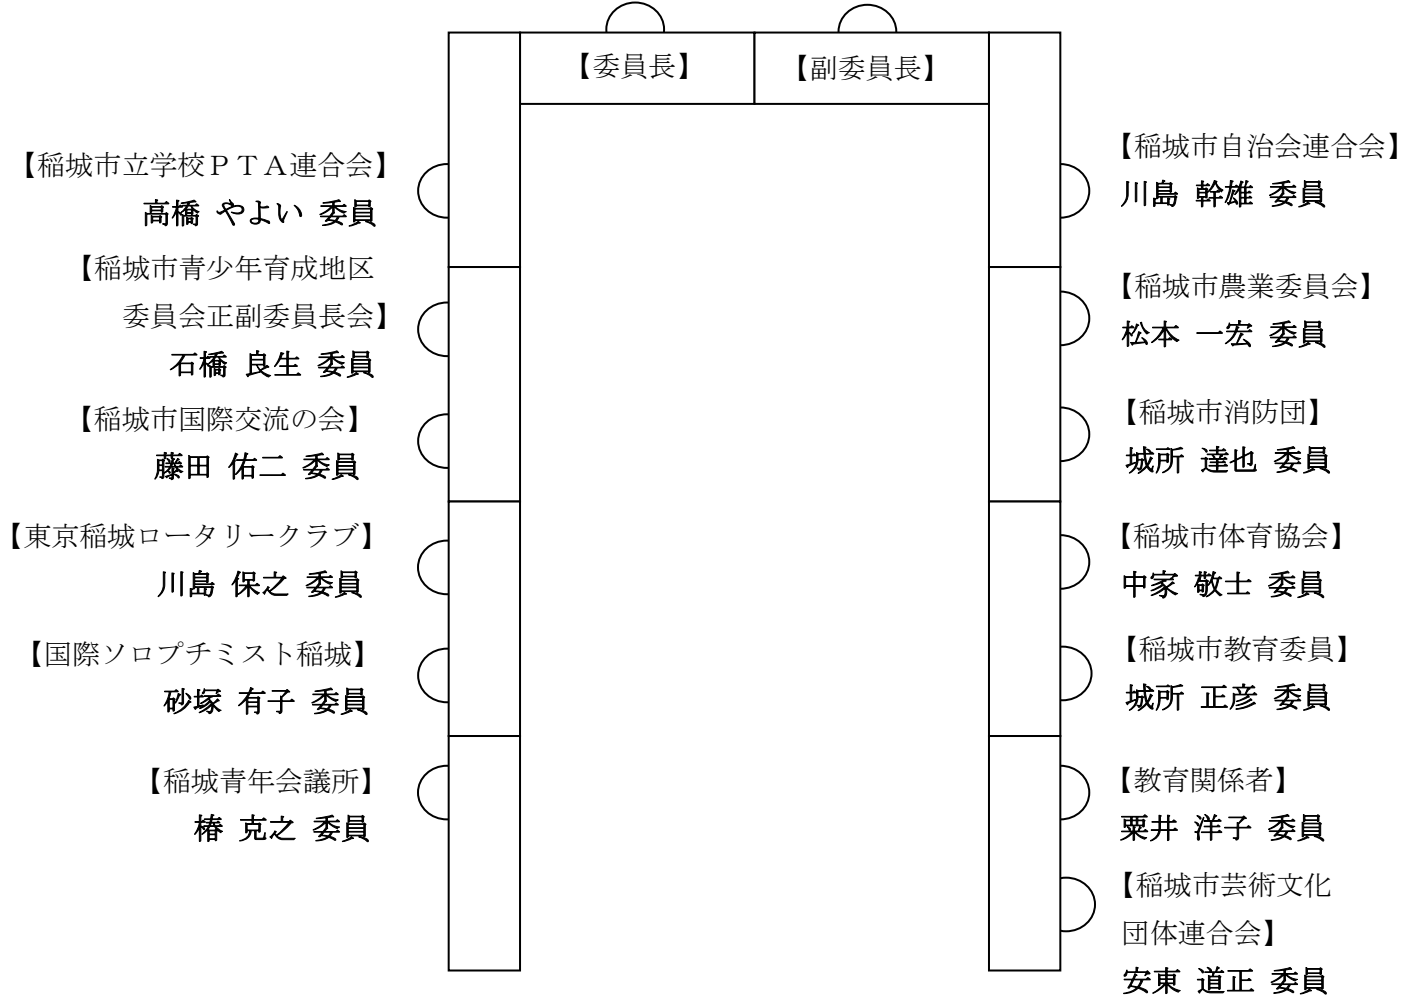 【委員長】
【副委員長】
【稲城市立学校ＰＴＡ連合会】
高橋 やよい 委員
【稲城市青少年育成地区
委員会正副委員長会】
石橋 良生 委員
【稲城市国際交流の会】
藤田 佑二 委員
【東京稲城ロータリークラブ】
川島 保之 委員
【国際ソロプチミスト稲城】
砂塚 有子 委員
【稲城青年会議所】
椿 克之 委員
【稲城市自治会連合会】
川島 幹雄 委員
【稲城市農業委員会】
松本 一宏 委員
【稲城市消防団】
城所 達也 委員
【稲城市体育協会】
中家 敬士 委員
【稲城市教育委員】
城所 正彦 委員
【教育関係者】
粟井 洋子 委員
【稲城市芸術文化
団体連合会】
安東 道正 委員